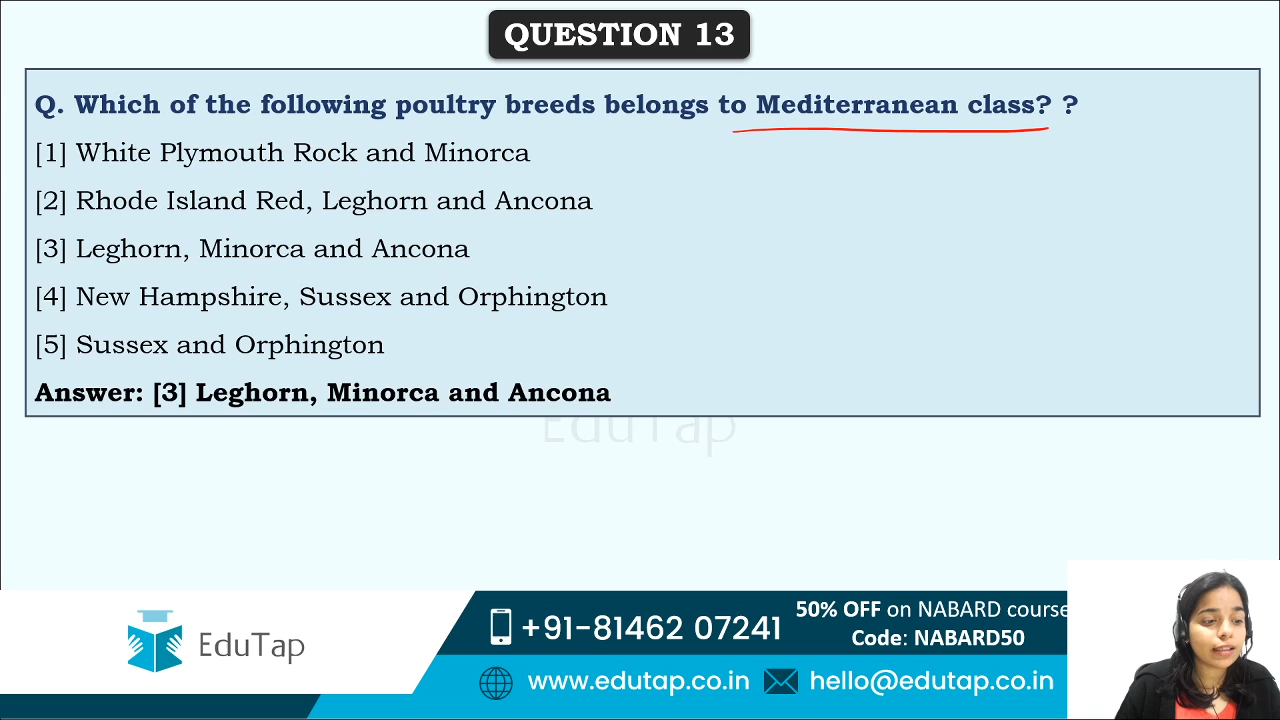 QUESTION 13
Q. Which of the following poultry breeds belongs to Mediterranean class? ?
[1] White Plymouth Rock and Minorca
[2] Rhode Island Red, Leghorn and Ancona
[3] Leghorn, Minorca and Ancona
[4] New Hampshire, Sussex and Orphington
[5] Sussex and Orphington
Answer: [3] Leghorn, Minorca and Ancona
EduTap
EduTap
+91-81462 07241
50% OFF on NABARD course
Code: NABARD50
www.edutap.co.in
hello@edutap.co.in